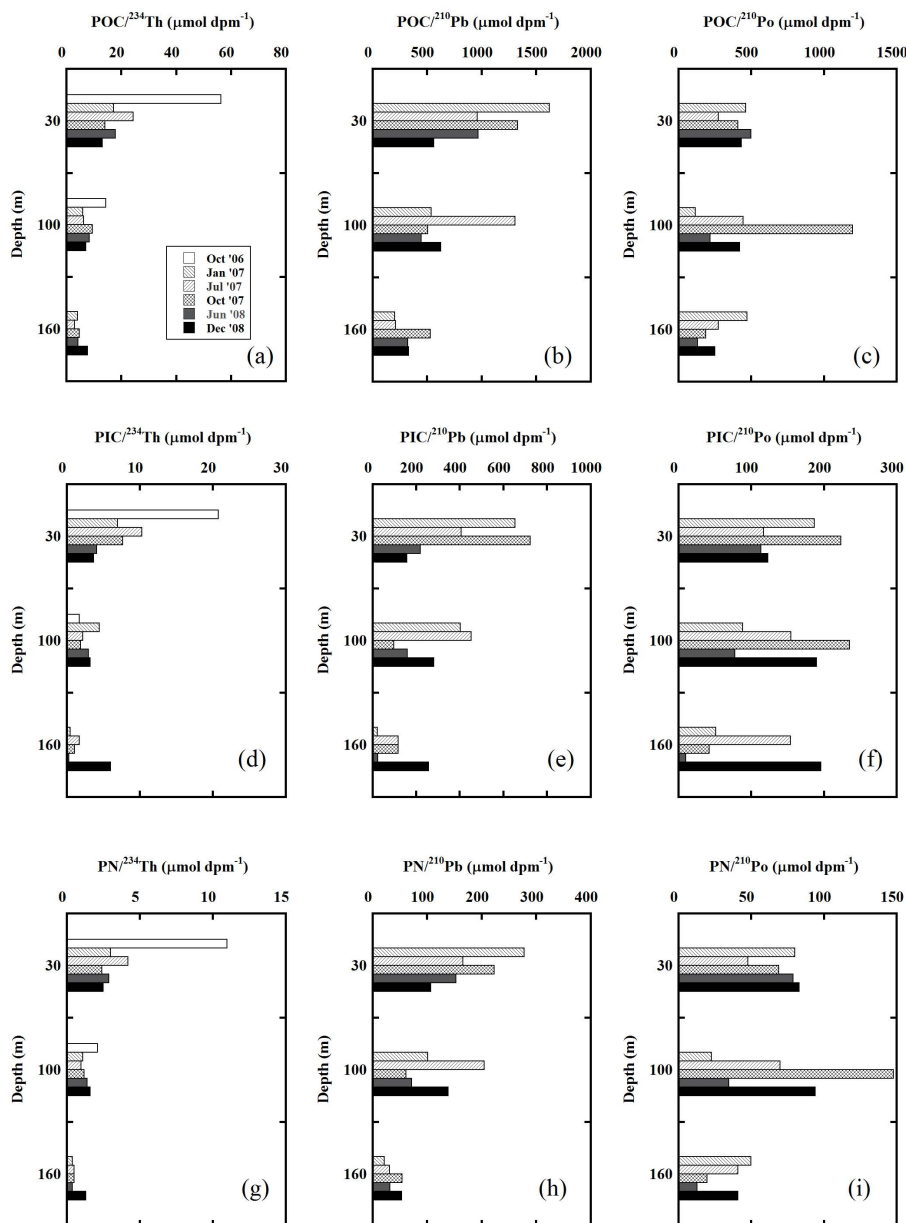 POC/²³⁴Th (μmol dpm⁻¹)
POC/²¹⁰Pb (μmol dpm⁻¹)
POC/²¹⁰Po (μmol dpm⁻¹)
0 20 40 60 80
0 500 1000 1500 2000
0 500 1000 1500
Depth (m)
30
100
160
Oct '06
Jan '07
Jul '07
Oct '07
Jun '08
Dec '08
(a)
Depth (m)
30
100
160
(b)
Depth (m)
30
100
160
(c)
PIC/²³⁴Th (μmol dpm⁻¹)
PIC/²¹⁰Pb (μmol dpm⁻¹)
PIC/²¹⁰Po (μmol dpm⁻¹)
0 10 20 30
0 200 400 600 800 1000
0 100 200 300
Depth (m)
30
100
160
(d)
Depth (m)
30
100
160
(e)
Depth (m)
30
100
160
(f)
PN/²³⁴Th (μmol dpm⁻¹)
PN/²¹⁰Pb (μmol dpm⁻¹)
PN/²¹⁰Po (μmol dpm⁻¹)
0 5 10 15
0 100 200 300 400
0 50 100 150
Depth (m)
30
100
160
(g)
Depth (m)
30
100
160
(h)
Depth (m)
30
100
160
(i)